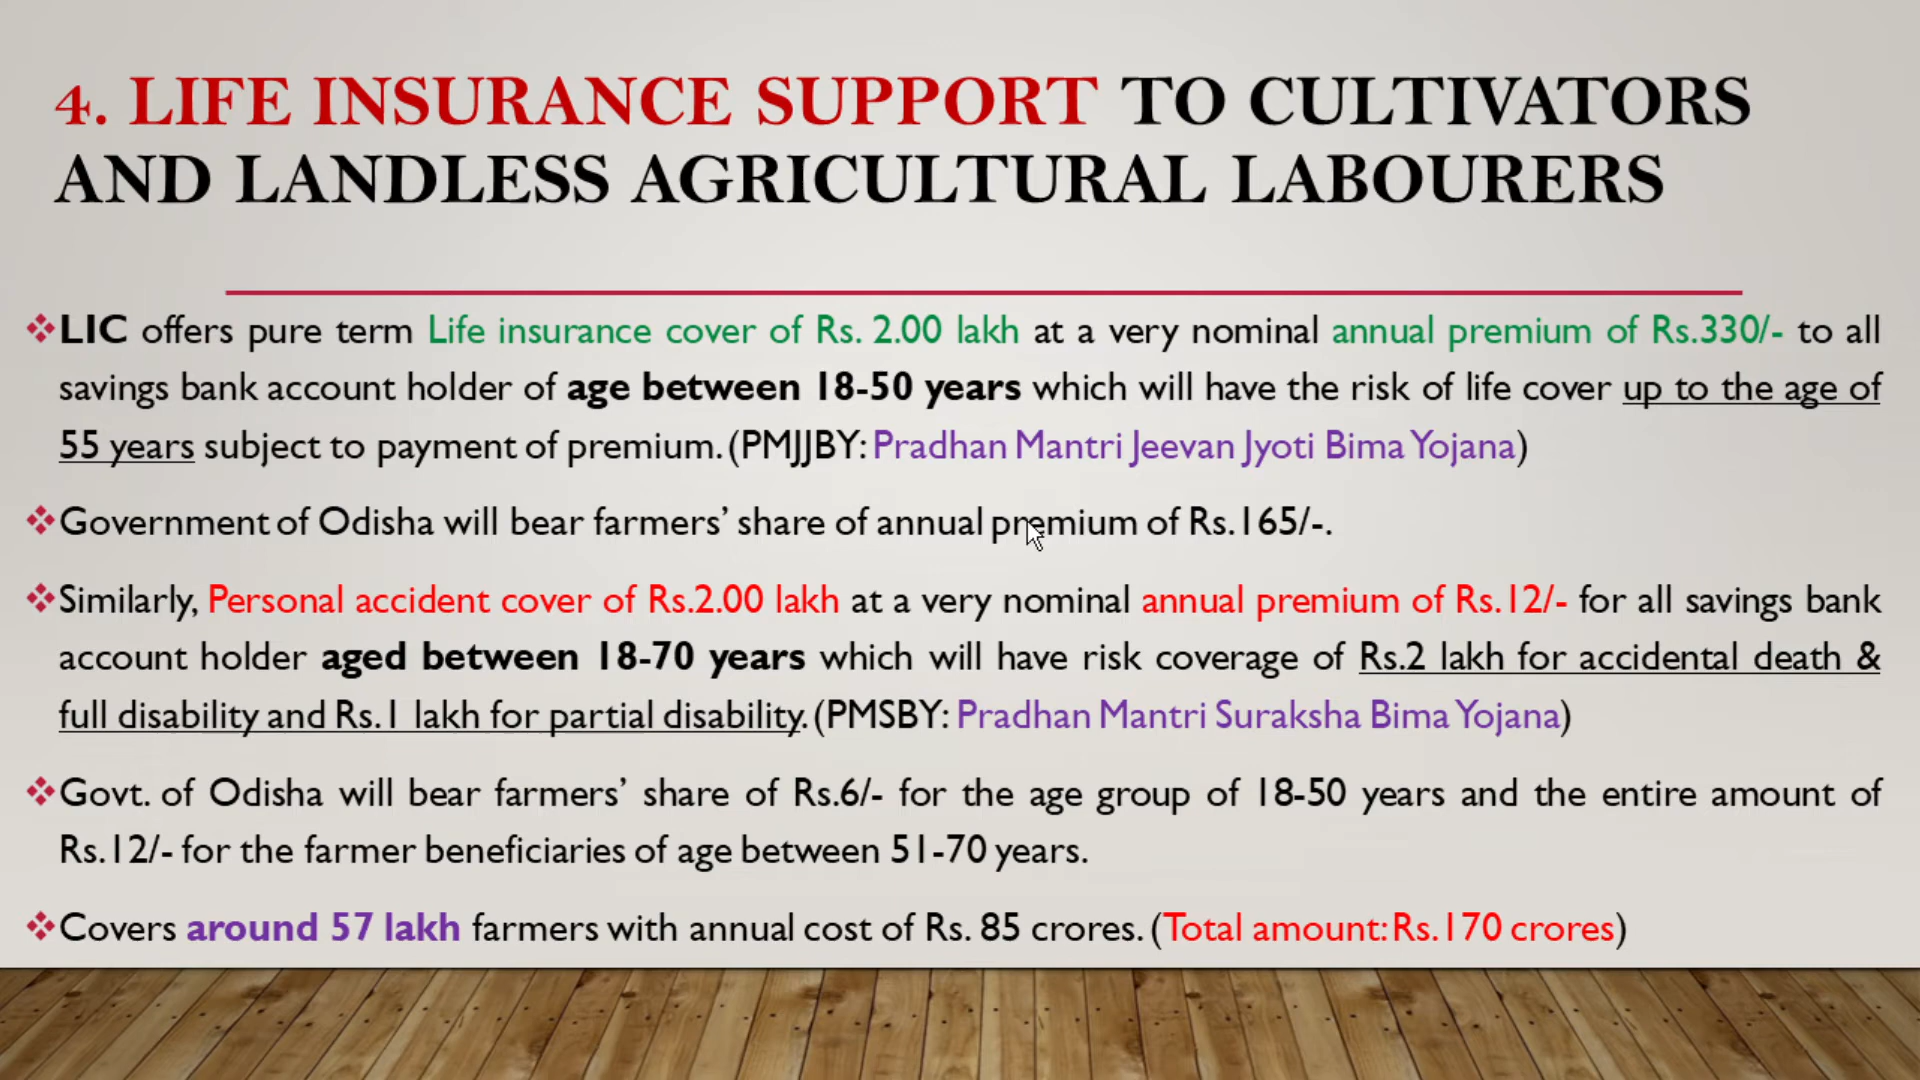 4. LIFE INSURANCE SUPPORT TO CULTIVATORS
AND LANDLESS AGRICULTURAL LABOURERS
❖LIC offers pure term Life insurance cover of Rs. 2.00 lakh at a very nominal annual premium of Rs.330/- to all
savings bank account holder of age between 18-50 years which will have the risk of life cover up to the age of
55 years subject to payment of premium. (PMJJBY: Pradhan Mantri Jeevan Jyoti Bima Yojana)
❖Government of Odisha will bear farmers’ share of annual premium of Rs.165/-.
❖Similarly, Personal accident cover of Rs.2.00 lakh at a very nominal annual premium of Rs.12/- for all savings bank
account holder aged between 18-70 years which will have risk coverage of Rs.2 lakh for accidental death &
full disability and Rs.1 lakh for partial disability. (PMSBY: Pradhan Mantri Suraksha Bima Yojana)
❖Govt. of Odisha will bear farmers’ share of Rs.6/- for the age group of 18-50 years and the entire amount of
Rs.12/- for the farmer beneficiaries of age between 51-70 years.
❖Covers around 57 lakh farmers with annual cost of Rs. 85 crores. (Total amount: Rs.170 crores)